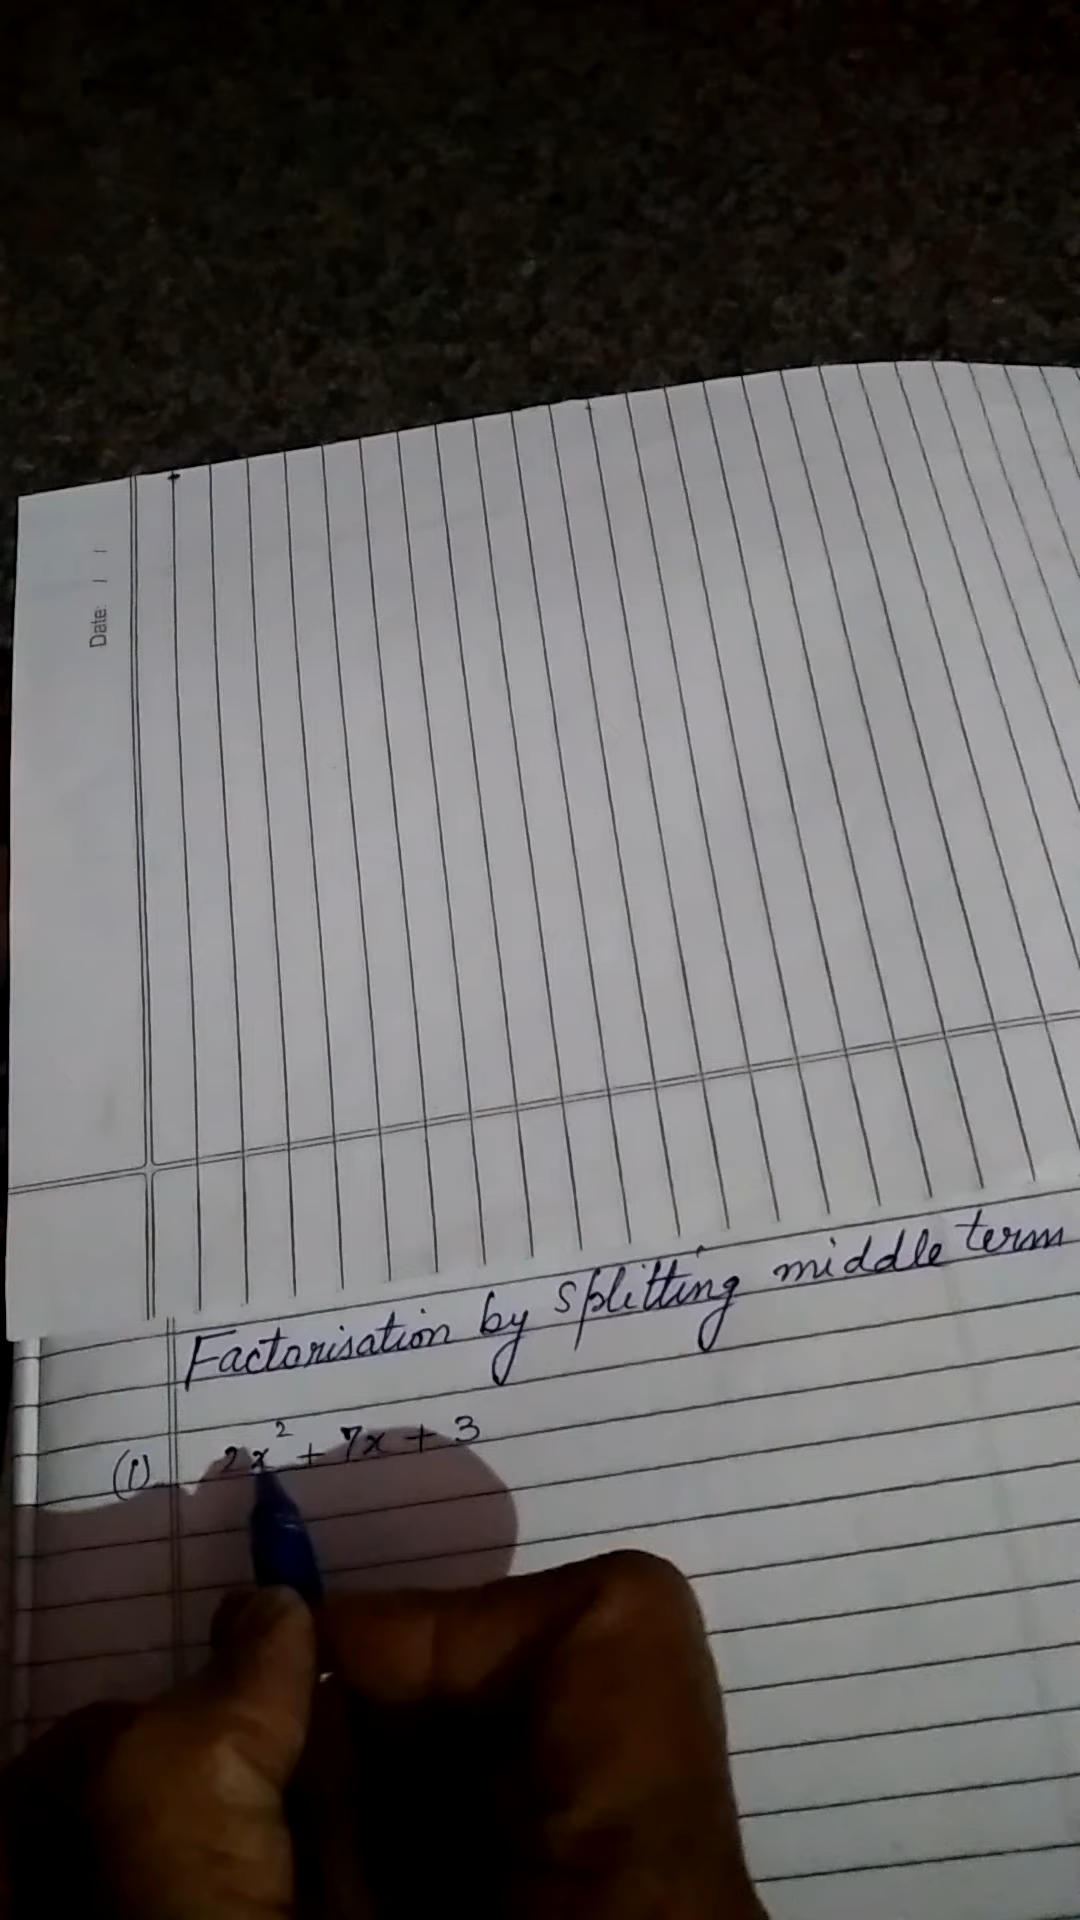 Date: / /
Factorisation by splitting middle term
(1) 2x² + 7x + 3